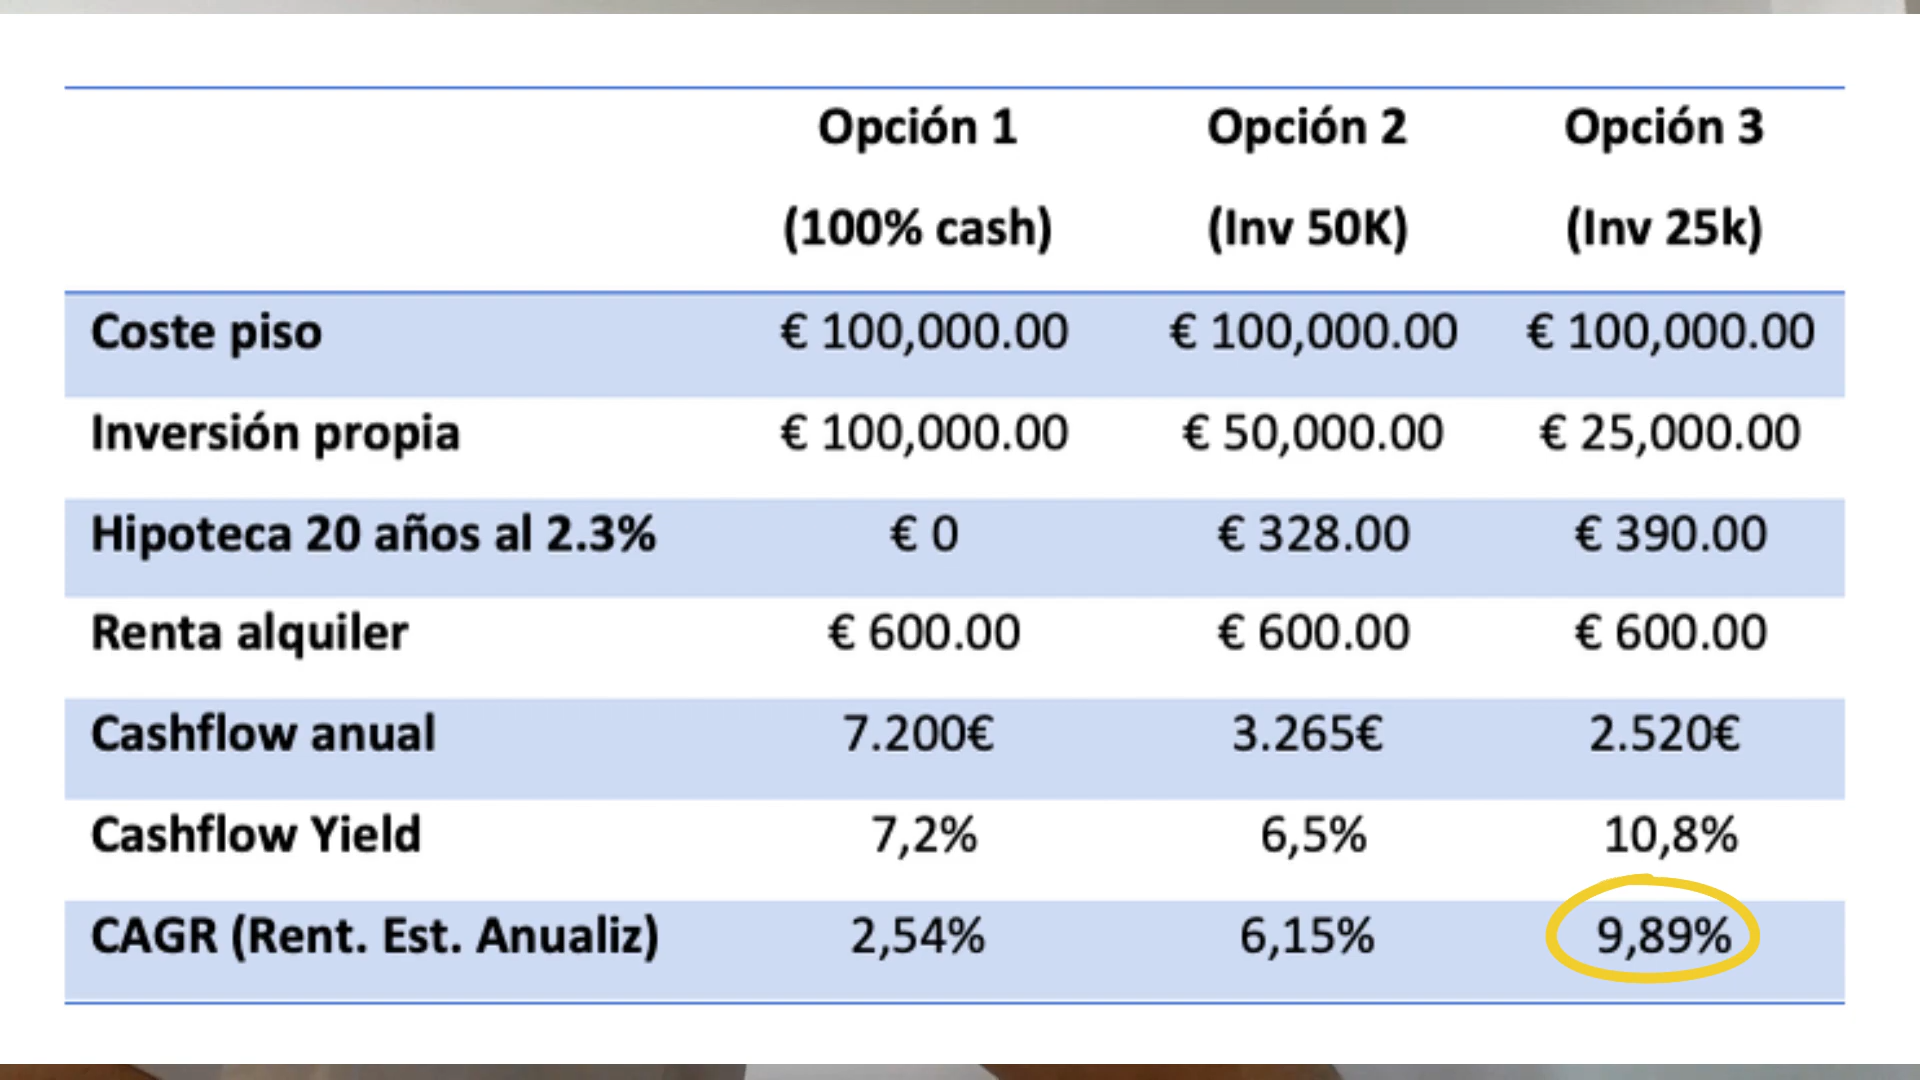 Opción 1 Opción 2 Opción 3
(100% cash) (Inv 50K) (Inv 25k)
Coste piso € 100,000.00 € 100,000.00 € 100,000.00
Inversión propia € 100,000.00 € 50,000.00 € 25,000.00
Hipoteca 20 años al 2.3% € 0 € 328.00 € 390.00
Renta alquiler € 600.00 € 600.00 € 600.00
Cashflow anual 7.200€ 3.265€ 2.520€
Cashflow Yield 7,2% 6,5% 10,8%
CAGR (Rent. Est. Anualiz) 2,54% 6,15% 9,89%